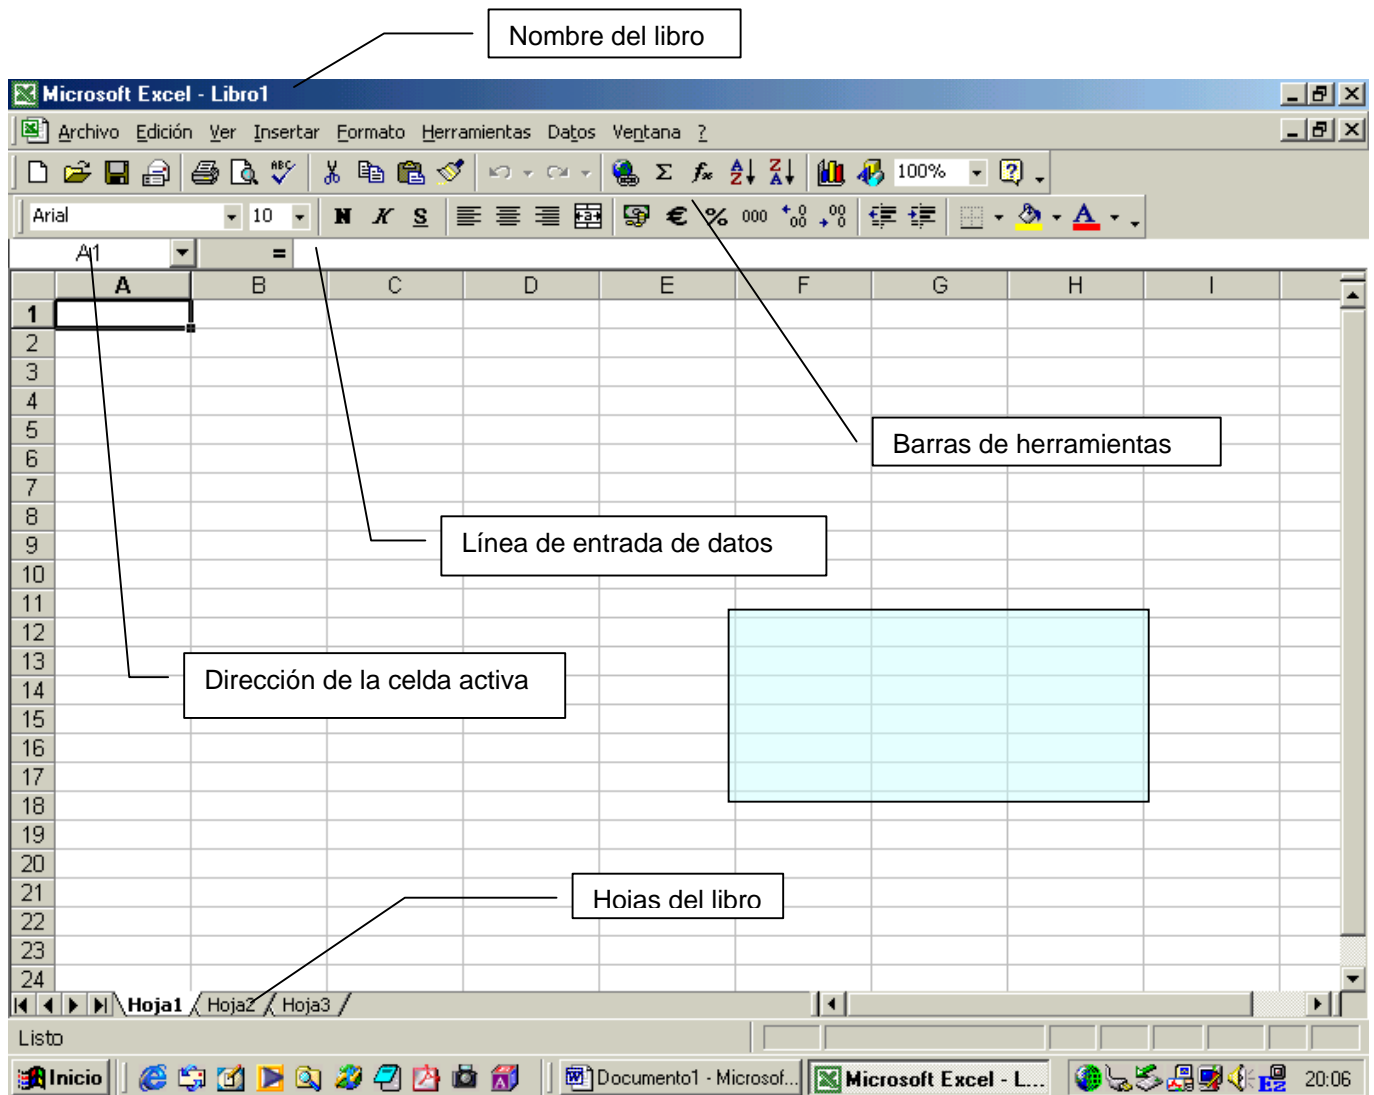 Nombre del libro
Microsoft Excel - Libro1
Archivo Edición Ver Insertar Formato Herramientas Datos Ventana ?
100%
Arial 10 N K S € % 000
A1 =
A B C D E F G H I
1
2
3
4
5
Barras de herramientas
6
7
8
9
Línea de entrada de datos
10
11
12
13
Dirección de la celda activa
14
15
16
17
18
19
20
21
Hojas del libro
22
23
24
Hoja1 Hoja2 Hoja3
Listo
Inicio Documento1 - Microsof... Microsoft Excel - L... 20:06